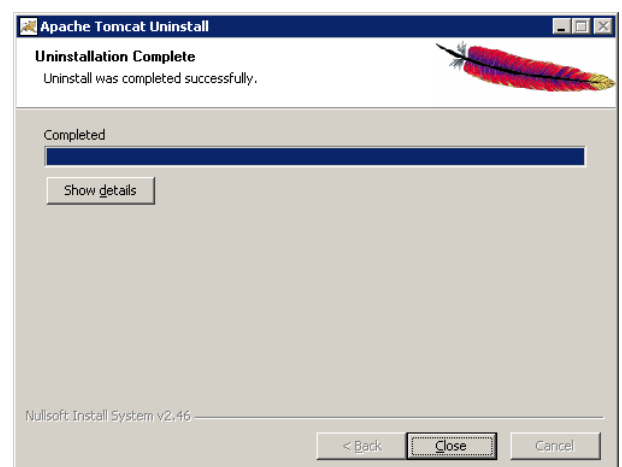 Apache Tomcat Uninstall
Uninstallation Complete
Uninstall was completed successfully.
Completed
Show details
Nullsoft Install System v2.46
< Back
Close
Cancel